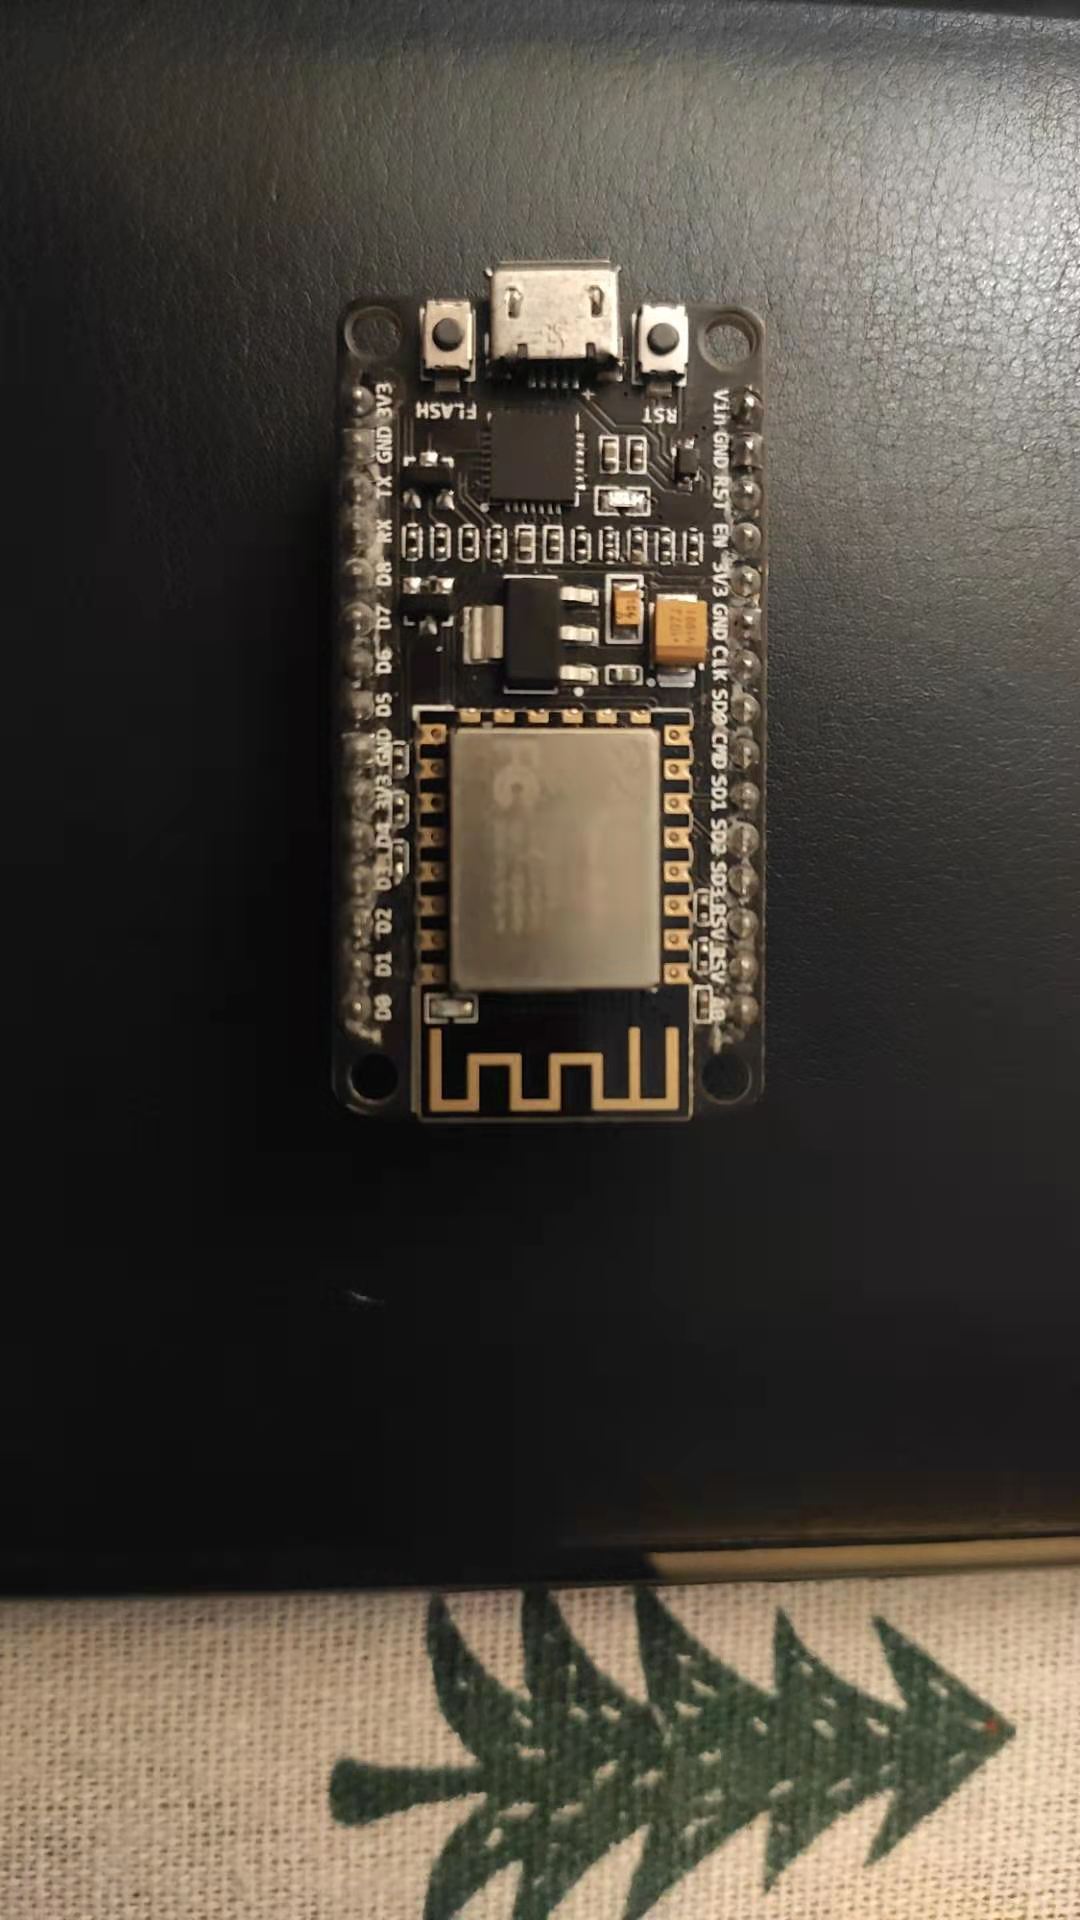 FLASH
RST
3V3
GND
TX
RX
D8
D7
D6
D5
GND
3V3
D4
D3
D2
D1
D0
Vin
GND
RST
EN
3V3
GND
CLK
SD0
CMD
SD1
SD2
SD3
RSV
RSV
A0
FC